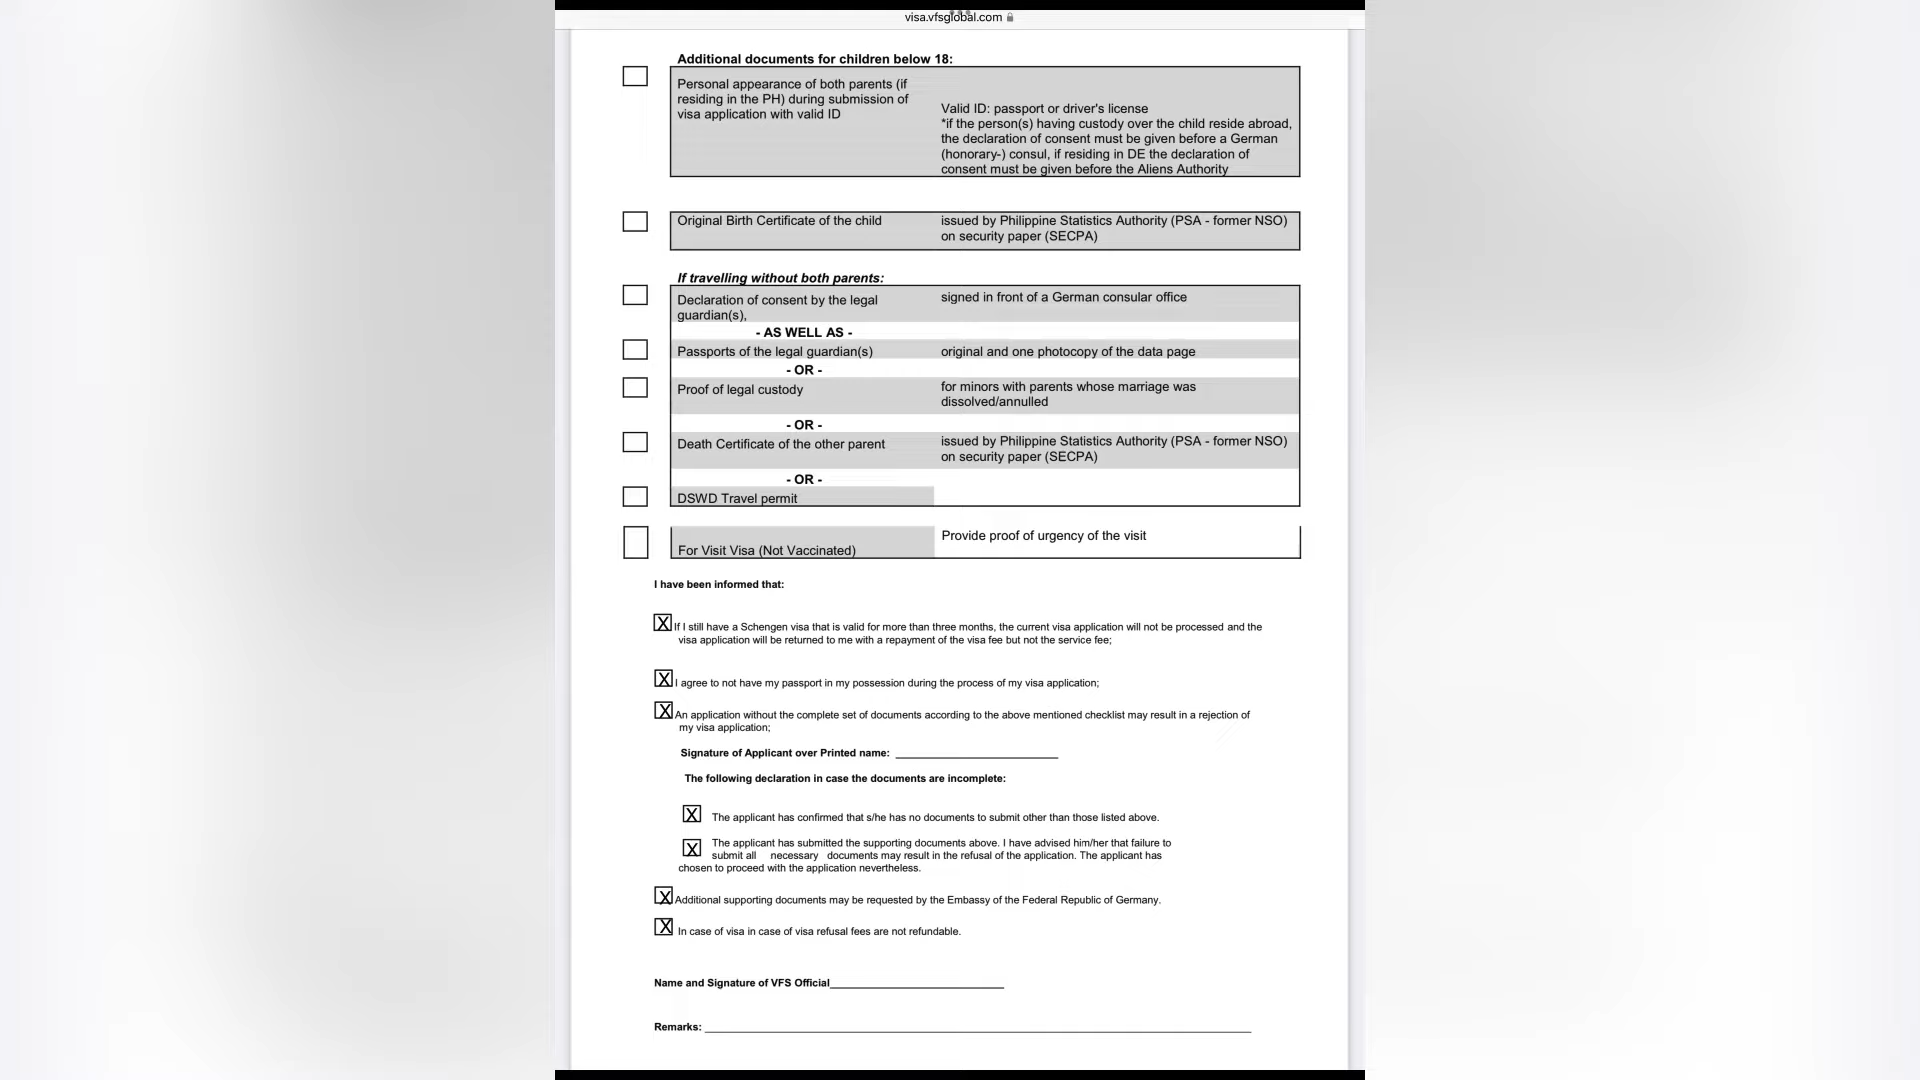 visa.vfsglobal.com
Additional documents for children below 18:
Personal appearance of both parents (if
residing in the PH) during submission of
visa application with valid ID
Valid ID: passport or driver's license
*if the person(s) having custody over the child reside abroad,
the declaration of consent must be given before a German
(honorary-) consul, if residing in DE the declaration of
consent must be given before the Aliens Authority
Original Birth Certificate of the child
issued by Philippine Statistics Authority (PSA - former NSO)
on security paper (SECPA)
If travelling without both parents:
Declaration of consent by the legal
guardian(s),
signed in front of a German consular office
- AS WELL AS -
Passports of the legal guardian(s)
original and one photocopy of the data page
- OR -
Proof of legal custody
for minors with parents whose marriage was
dissolved/annulled
- OR -
Death Certificate of the other parent
issued by Philippine Statistics Authority (PSA - former NSO)
on security paper (SECPA)
- OR -
DSWD Travel permit
For Visit Visa (Not Vaccinated)
Provide proof of urgency of the visit
I have been informed that:
X If I still have a Schengen visa that is valid for more than three months, the current visa application will not be processed and the
visa application will be returned to me with a repayment of the visa fee but not the service fee;
X I agree to not have my passport in my possession during the process of my visa application;
X An application without the complete set of documents according to the above mentioned checklist may result in a rejection of
my visa application;
Signature of Applicant over Printed name:
The following declaration in case the documents are incomplete:
X The applicant has confirmed that s/he has no documents to submit other than those listed above.
X The applicant has submitted the supporting documents above. I have advised him/her that failure to
submit all necessary documents may result in the refusal of the application. The applicant has
chosen to proceed with the application nevertheless.
X Additional supporting documents may be requested by the Embassy of the Federal Republic of Germany.
X In case of visa in case of visa refusal fees are not refundable.
Name and Signature of VFS Official
Remarks: